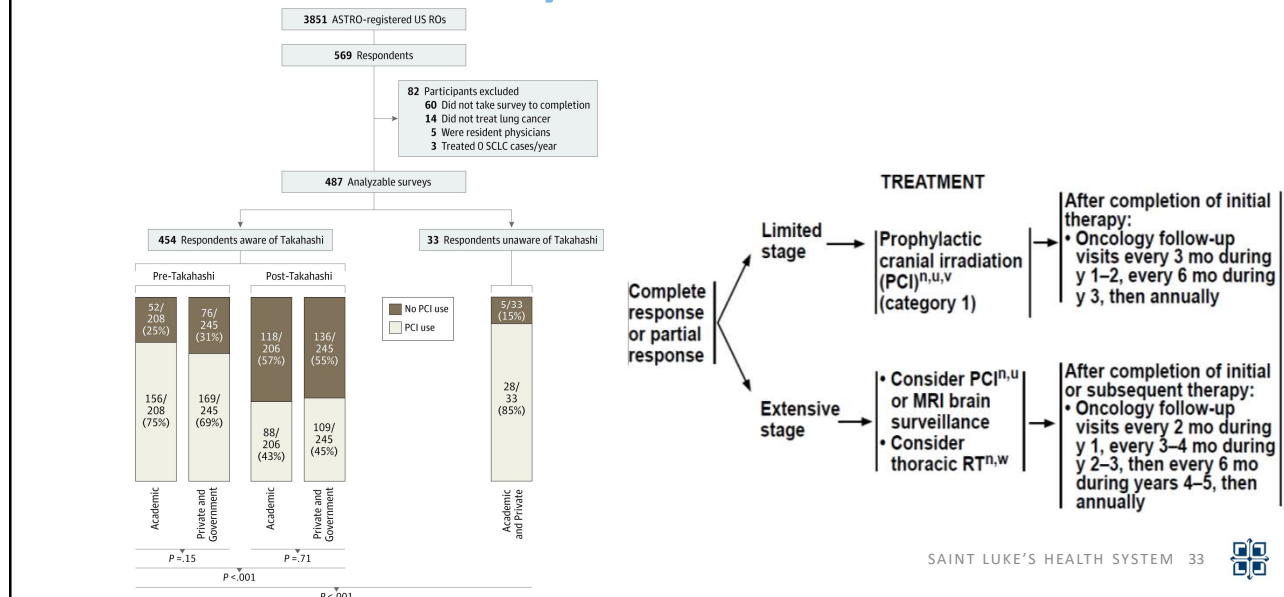 3851 ASTRO-registered US ROs
569 Respondents
82 Participants excluded
60 Did not take survey to completion
14 Did not treat lung cancer
5 Were resident physicians
3 Treated 0 SCLC cases/year
487 Analyzable surveys
454 Respondents aware of Takahashi
33 Respondents unaware of Takahashi
Pre-Takahashi
Post-Takahashi
No PCI use
PCI use
52/
208
(25%)
156/
208
(75%)
76/
245
(31%)
169/
245
(69%)
118/
206
(57%)
88/
206
(43%)
136/
245
(55%)
109/
245
(45%)
5/33
(15%)
28/
33
(85%)
Academic
Private and
Government
Academic
Private and
Government
Academic
and Private
P=.15
P=.71
P<.001
P<.001
TREATMENT
Complete
response
or partial
response
Limited
stage
Prophylactic
cranial irradiation
(PCI)n,u,v
(category 1)
After completion of initial
therapy:
• Oncology follow-up
visits every 3 mo during
y 1–2, every 6 mo during
y 3, then annually
Extensive
stage
• Consider PCIn,u
or MRI brain
surveillance
• Consider
thoracic RTn,w
After completion of initial
or subsequent therapy:
• Oncology follow-up
visits every 2 mo during
y 1, every 3–4 mo during
y 2–3, then every 6 mo
during years 4–5, then
annually
SAINT LUKE'S HEALTH SYSTEM 33